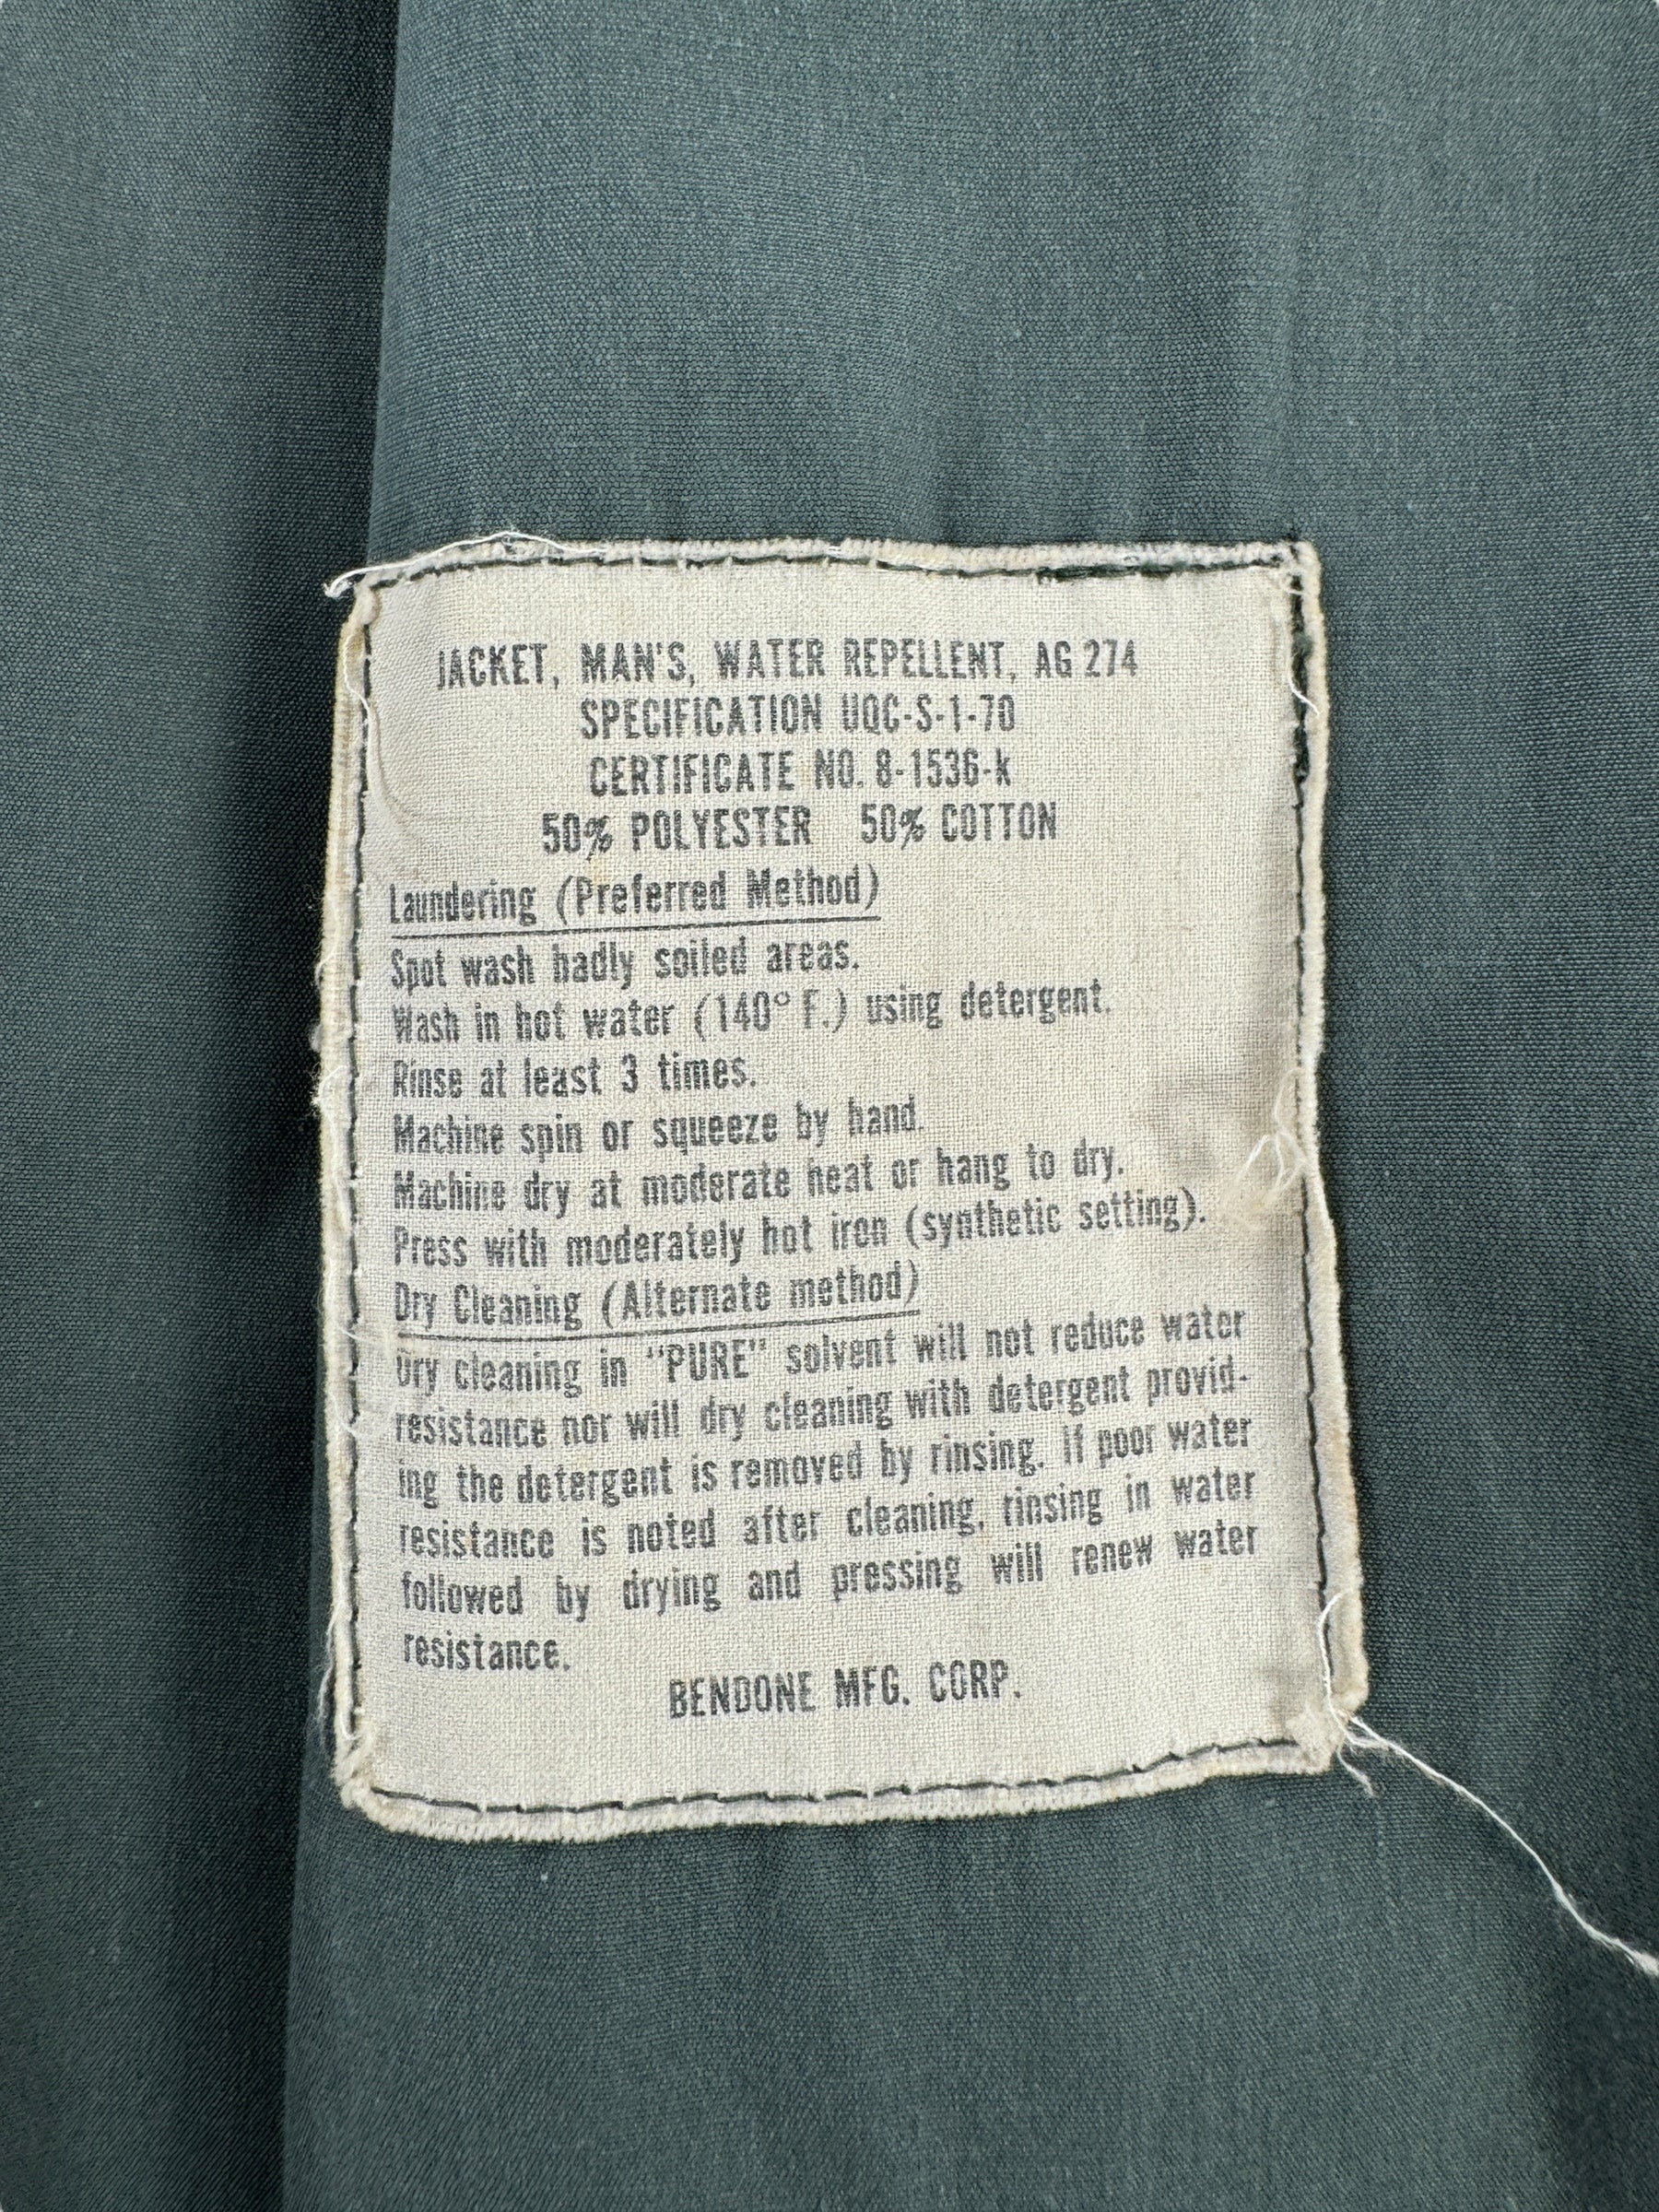 JACKET, MAN'S, WATER REPELLENT, AG 274
SPECIFICATION UQC-S-1-70
CERTIFICATE NO. 8-1536-k
50% POLYESTER 50% COTTON
Laundering (Preferred Method)
Spot wash badly soiled areas.
Wash in hot water (140° F.) using detergent.
Rinse at least 3 times.
Machine spin or squeeze by hand.
Machine dry at moderate heat or hang to dry.
Press with moderately hot iron (synthetic setting).
Dry Cleaning (Alternate method)
Dry cleaning in "PURE" solvent will not reduce water
resistance nor will dry cleaning with detergent provid-
ing the detergent is removed by rinsing. If poor water
resistance is noted after cleaning, rinsing in water
followed by drying and pressing will renew water
resistance.
BENDONE MFG. CORP.